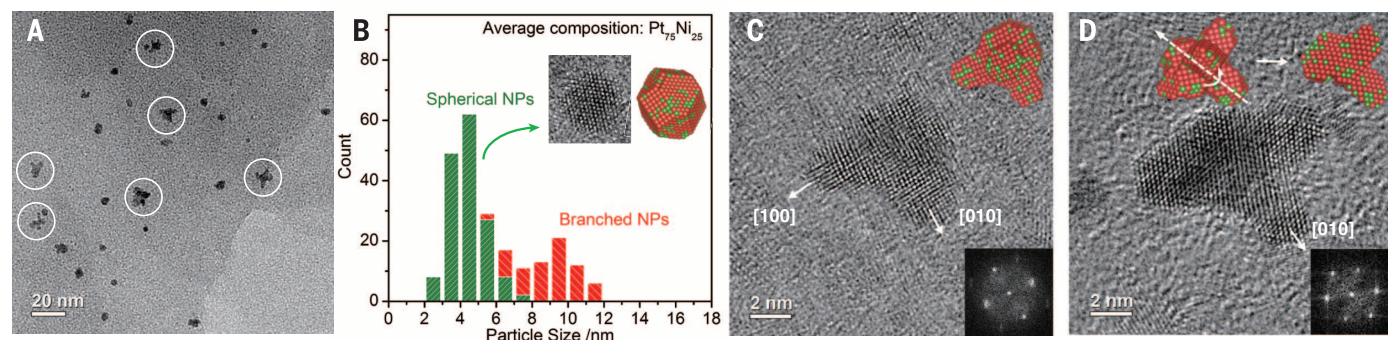 A
20 nm
B
Average composition: Pt75Ni25
Spherical NPs
Branched NPs
Count
80
60
40
20
0
0 2 4 6 8 10 12 14 16 18
Particle Size /nm
C
[100]
[010]
2 nm
D
[010]
2 nm